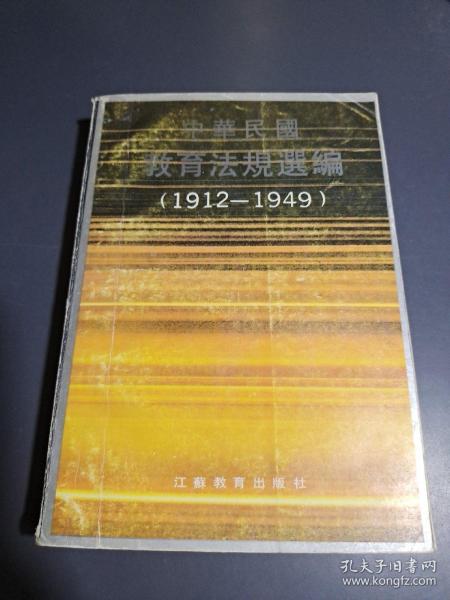 中華民國
教育法規選編
(1912—1949)
江蘇教育出版社
孔夫子旧书网
www.kongfz.com